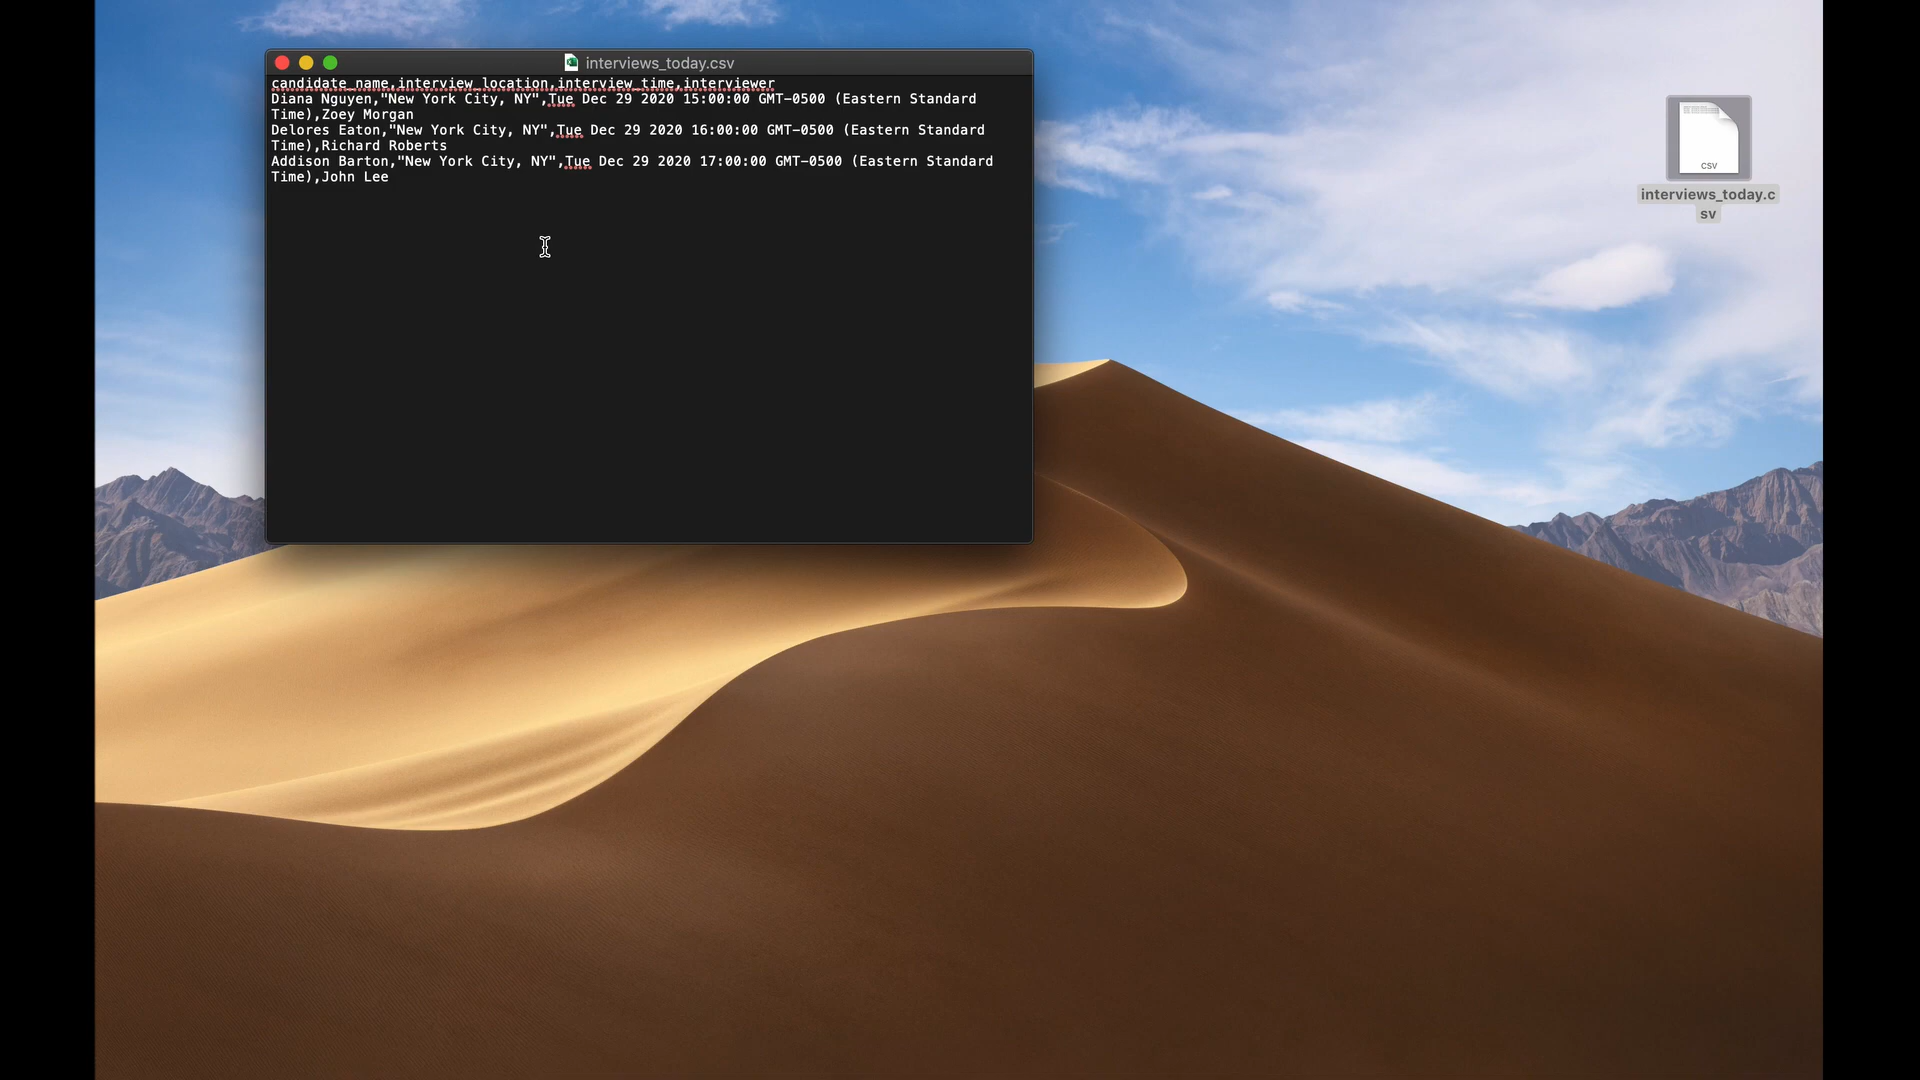 interviews_today.csv
candidate_name,interview_location,interview_time,interviewer
Diana Nguyen,"New York City, NY",Tue Dec 29 2020 15:00:00 GMT-0500 (Eastern Standard
Time),Zoey Morgan
Delores Eaton,"New York City, NY",Tue Dec 29 2020 16:00:00 GMT-0500 (Eastern Standard
Time),Richard Roberts
Addison Barton,"New York City, NY",Tue Dec 29 2020 17:00:00 GMT-0500 (Eastern Standard
Time),John Lee
CSV
interviews_today.c
sv